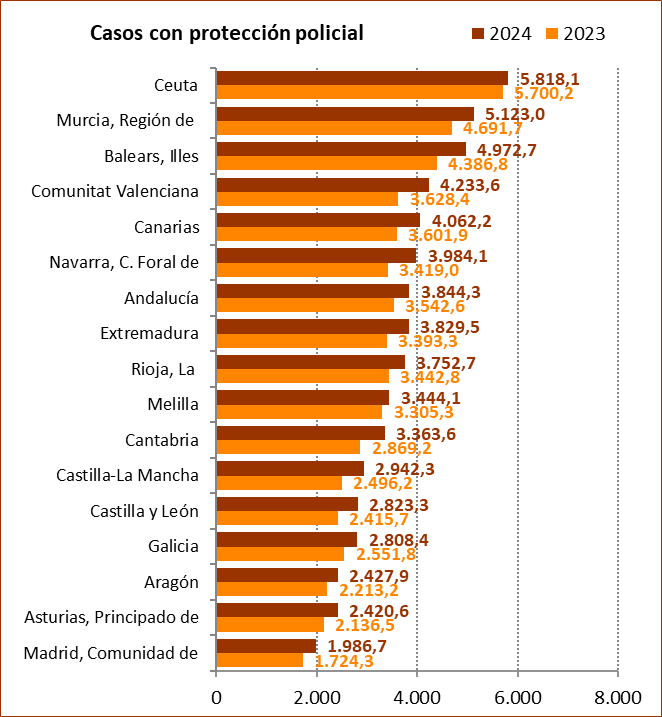 Casos con protección policial
2024 2023
Ceuta 5.818,1
5.700,2
Murcia, Región de 5.123,0
4.691,7
Balears, Illes 4.972,7
4.386,8
Comunitat Valenciana 4.233,6
3.628,4
Canarias 4.062,2
3.601,9
Navarra, C. Foral de 3.984,1
3.419,0
Andalucía 3.844,3
3.542,6
Extremadura 3.829,5
3.393,3
Rioja, La 3.752,7
3.442,8
Melilla 3.444,1
3.305,3
Cantabria 3.363,6
2.869,2
Castilla-La Mancha 2.942,3
2.496,2
Castilla y León 2.823,3
2.415,7
Galicia 2.808,4
2.551,8
Aragón 2.427,9
2.213,2
Asturias, Principado de 2.420,6
2.136,5
Madrid, Comunidad de 1.986,7
1.724,3
0 2.000 4.000 6.000 8.000